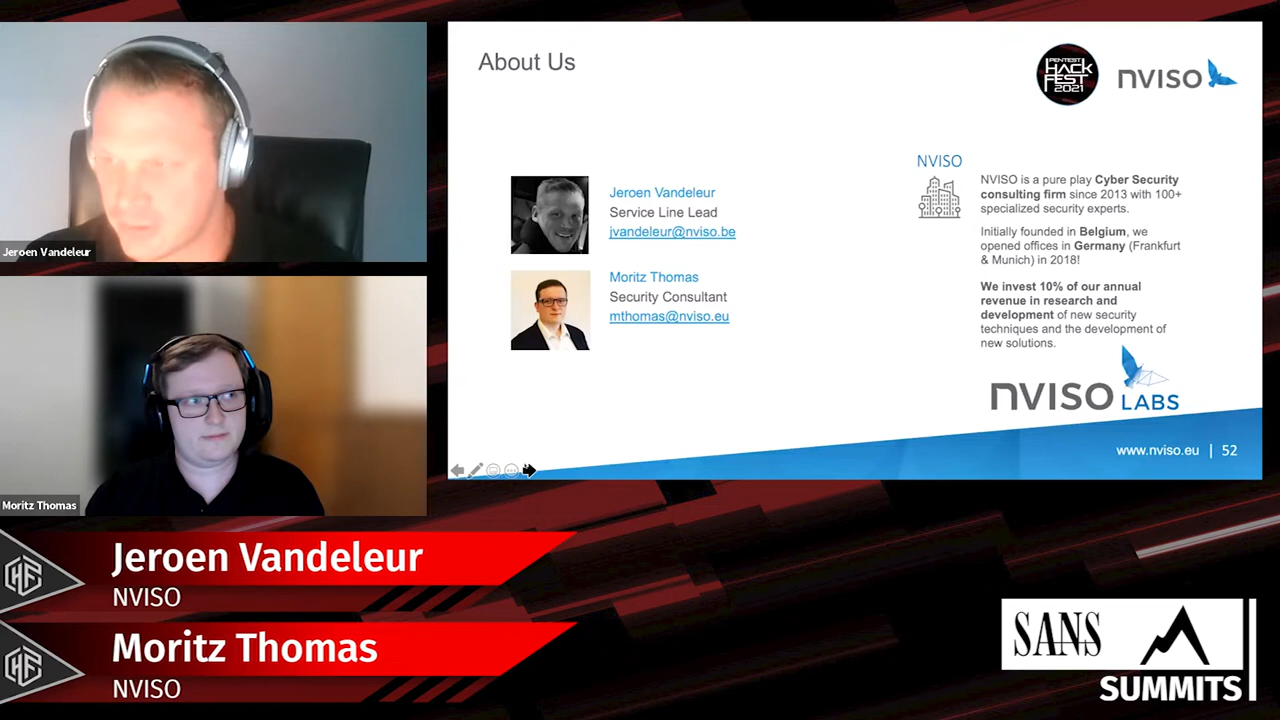 Jeroen Vandeleur
Moritz Thomas
About Us
PENTEST
HACK
FEST
2021
nviso
Jeroen Vandeleur
Service Line Lead
jvandeleur@nviso.be
Moritz Thomas
Security Consultant
mthomas@nviso.eu
NVISO
NVISO is a pure play Cyber Security
consulting firm since 2013 with 100+
specialized security experts.
Initially founded in Belgium, we
opened offices in Germany (Frankfurt
& Munich) in 2018!
We invest 10% of our annual
revenue in research and
development of new security
techniques and the development of
new solutions.
nviso LABS
www.nviso.eu | 52
Jeroen Vandeleur
NVISO
Moritz Thomas
NVISO
SANS
SUMMITS